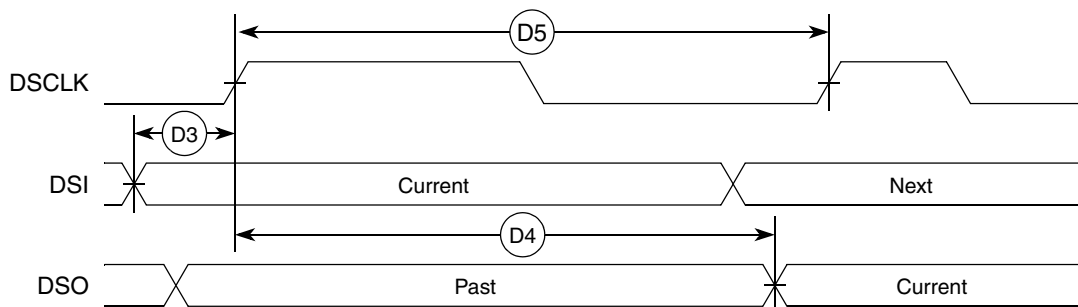 D5
DSCLK
D3
DSI
Current
Next
D4
DSO
Past
Current